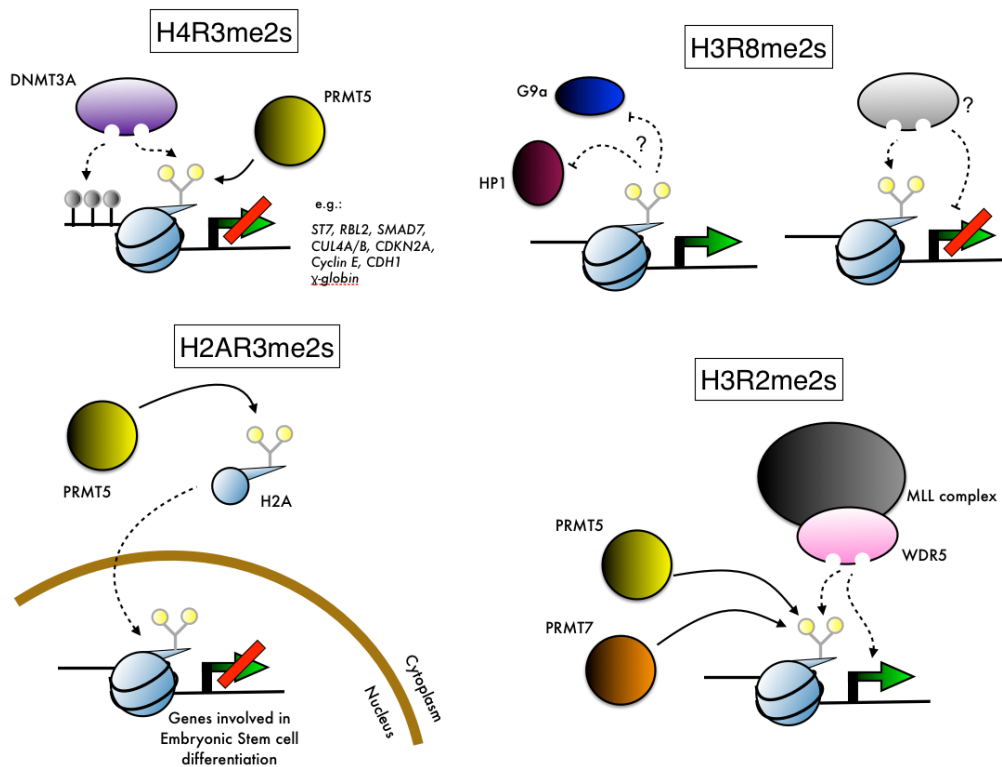 H4R3me2s
DNMT3A
PRMT5
e.g.:
ST7, RBL2, SMAD7,
CUL4A/B, CDKN2A,
Cyclin E, CDH1
γ-globin
H3R8me2s
G9a
?
HP1
?
H2AR3me2s
PRMT5
H2A
Cytoplasm
Nucleus
Genes involved in
Embryonic Stem cell
differentiation
H3R2me2s
MLL complex
PRMT5
WDR5
PRMT7